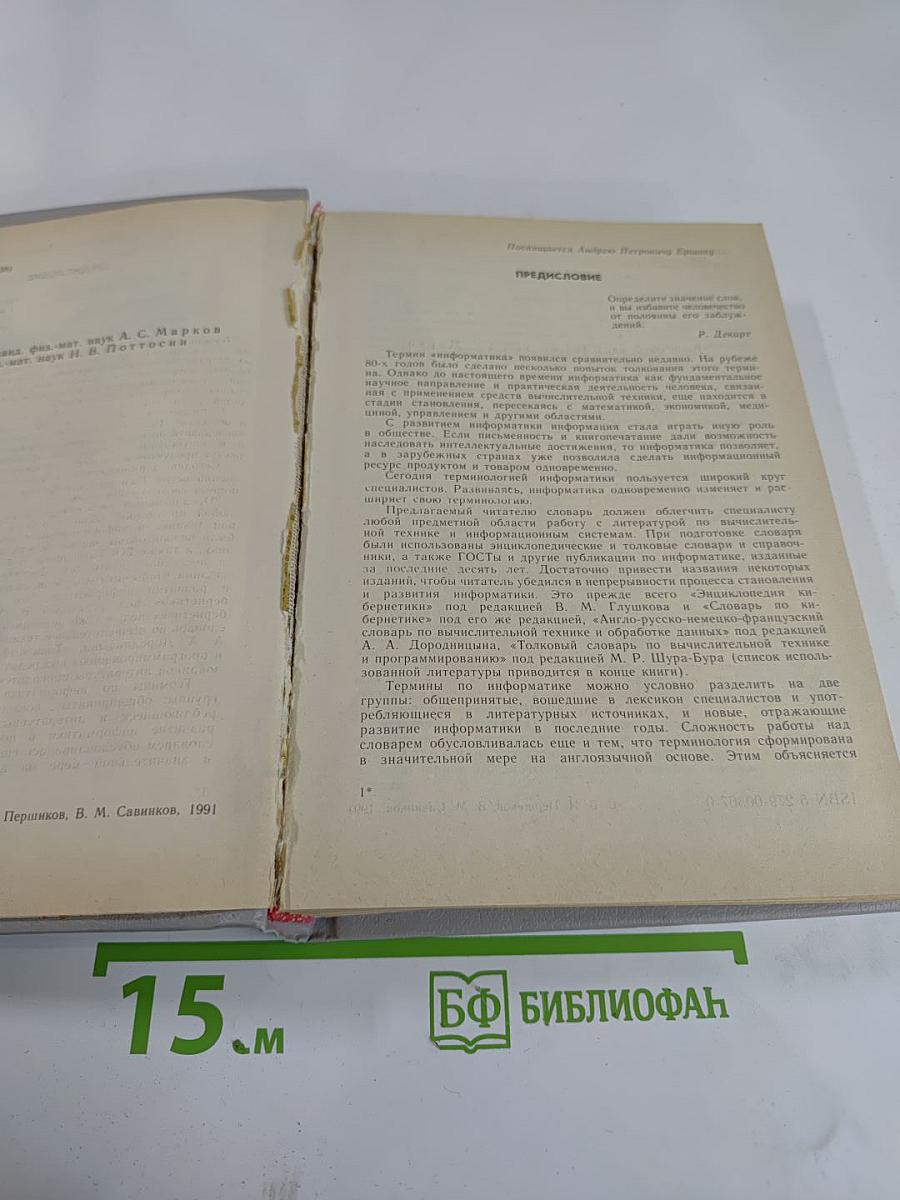 канд. физ.-мат. наук А. С. Марков
-мат. наук И. В. Поттосин
Першиков, В. М. Савинков, 1991
Посвящается Андрею Петровичу Ершову
ПРЕДИСЛОВИЕ
Определите значение слов,
и вы избавите человечество
от половины его заблуж-
дений.
Р. Декарт
Термин «информатика» появился сравнительно недавно. На рубеже
80-х годов было сделано несколько попыток толкования этого терми-
на. Однако до настоящего времени информатика как фундаментальное
научное направление и практическая деятельность человека, связан-
ная с применением средств вычислительной техники, еще находится в
стадии становления, пересекаясь с математикой, экономикой, меди-
циной, управлением и другими областями.
С развитием информатики информация стала играть иную роль
в обществе. Если письменность и книгопечатание дали возможность
наследовать интеллектуальные достижения, то информатика позволяет,
а в зарубежных странах уже позволила сделать информационный
ресурс продуктом и товаром одновременно.
Сегодня терминологией информатики пользуется широкий круг
специалистов. Развиваясь, информатика одновременно изменяет и рас-
ширяет свою терминологию.
Предлагаемый читателю словарь должен облегчить специалисту
любой предметной области работу с литературой по вычислитель-
ной технике и информационным системам. При подготовке словаря
были использованы энциклопедические и толковые словари и справоч-
ники, а также ГОСТы и другие публикации по информатике, изданные
за последние десять лет. Достаточно привести названия некоторых
изданий, чтобы читатель убедился в непрерывности процесса становления
и развития информатики. Это прежде всего «Энциклопедия ки-
бернетики» под редакцией В. М. Глушкова и «Словарь по ки-
бернетике» под его же редакцией, «Англо-русско-немецко-французский
словарь по вычислительной технике и обработке данных» под редакцией
А. А. Дородницына, «Толковый словарь по вычислительной технике
и программированию» под редакцией М. Р. Шура-Бура (список исполь-
зованной литературы приводится в конце книги).
Термины по информатике можно условно разделить на две
группы: общепринятые, вошедшие в лексикон специалистов и упот-
ребляющиеся в литературных источниках, и новые, отражающие
развитие информатики в последние годы. Сложность работы над
словарем обусловливалась еще и тем, что терминология сформирована
в значительной мере на англоязычной основе. Этим объясняется
1*
15 см
БФ БИБЛИОФАН